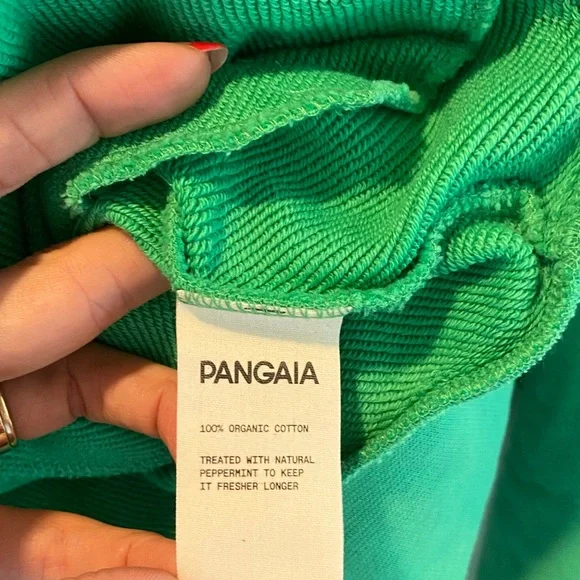 PANGAIA
100% ORGANIC COTTON
TREATED WITH NATURAL
PEPPERMINT TO KEEP
IT FRESHER LONGER